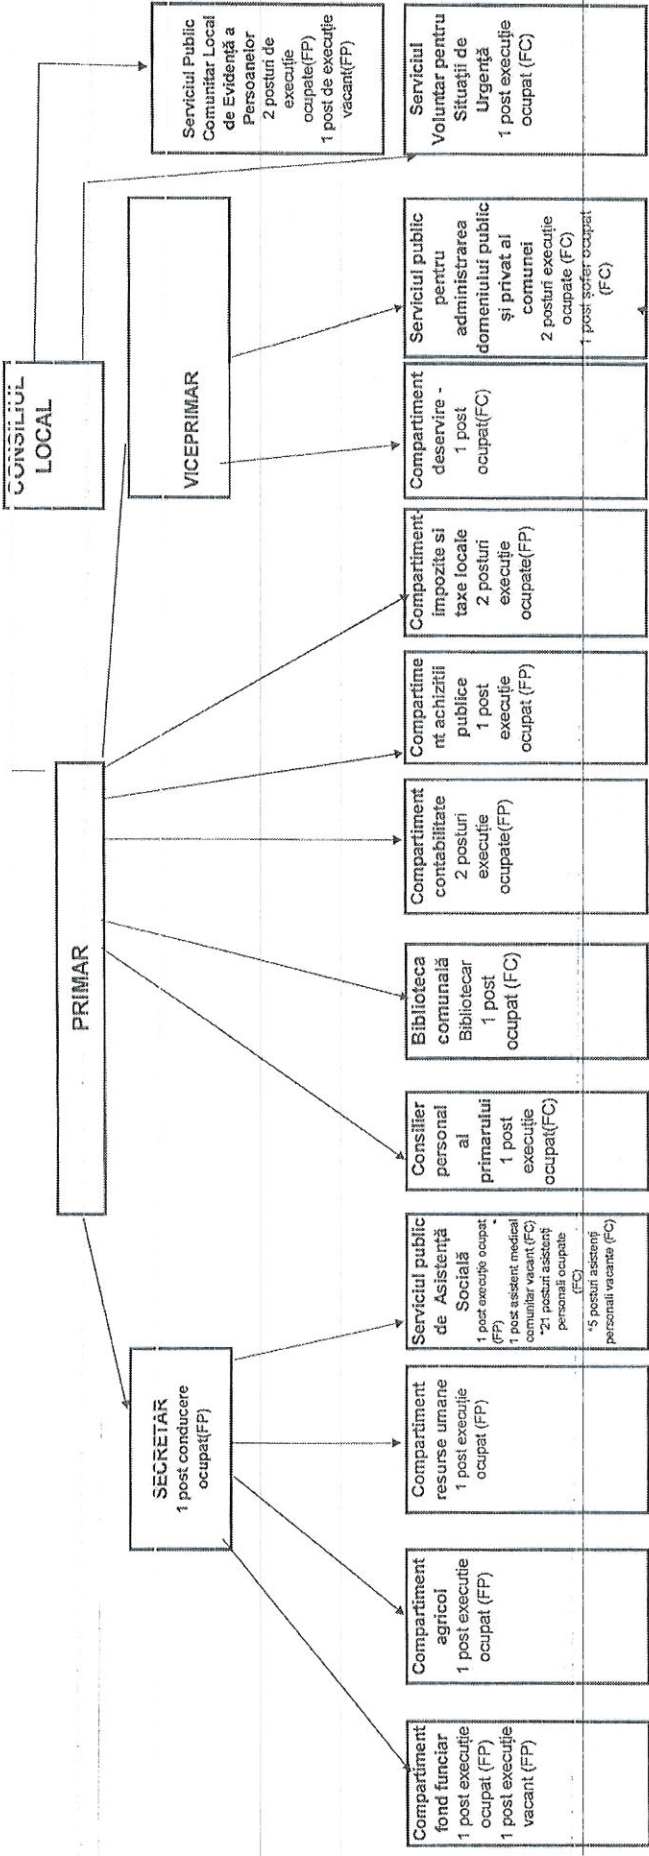 CONSILIUL
LOCAL
PRIMAR
VICEPRIMAR
SECRETAR
1 post conducere
ocupat(FP)
Serviciul Public
Comunitar Local
de Evidență a
Persoanelor
2 posturi de
execuție
ocupate(FP)
1 post de execuție
vacant(FP)
Compartiment
fond funciar
1 post execuție
ocupat (FP)
1 post execuție
vacant (FP)
Compartiment
agricol
1 post execuție
ocupat (FP)
Compartiment
resurse umane
1 post execuție
ocupat (FP)
Serviciul public
de Asistență
Socială
1 post execuție ocupat
(FP)
1 post asistent medical
comunitar vacant (FC)
*21 posturi asistenți
personali ocupate
(FC)
*5 posturi asistenți
personali vacante (FC)
Consilier
personal
al
primarului
1 post
execuție
ocupat(FC)
Biblioteca
comunală
Bibliotecar
1 post
ocupat (FC)
Compartiment
contabilitate
2 posturi
execuție
ocupate(FP)
Compartime
nt achizitii
publice
1 post
execuție
ocupat (FP)
Compartiment
impozite si
taxe locale
2 posturi
execuție
ocupate(FP)
Compartiment
deservire -
1 post
ocupat(FC)
Serviciul public
pentru
administrarea
domeniului public
și privat al
comunei
2 posturi execuție
ocupate (FC)
1 post șofer ocupat
(FC)
Serviciul
Voluntar pentru
Situații de
Urgență
1 post execuție
ocupat (FC)